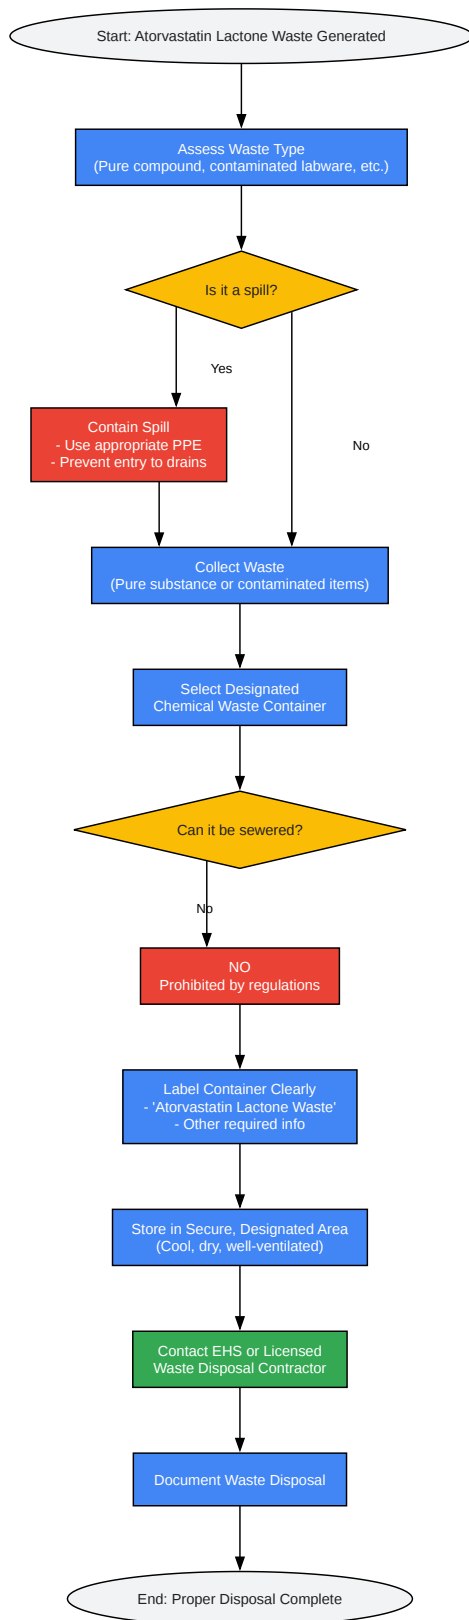 Start: Atorvastatin Lactone Waste Generated
Assess Waste Type
(Pure compound, contaminated labware, etc.)
Is it a spill?
Yes
Contain Spill
- Use appropriate PPE
- Prevent entry to drains
No
Collect Waste
(Pure substance or contaminated items)
Select Designated
Chemical Waste Container
Can it be sewered?
No
NO
Prohibited by regulations
Label Container Clearly
- 'Atorvastatin Lactone Waste'
- Other required info
Store in Secure, Designated Area
(Cool, dry, well-ventilated)
Contact EHS or Licensed
Waste Disposal Contractor
Document Waste Disposal
End: Proper Disposal Complete